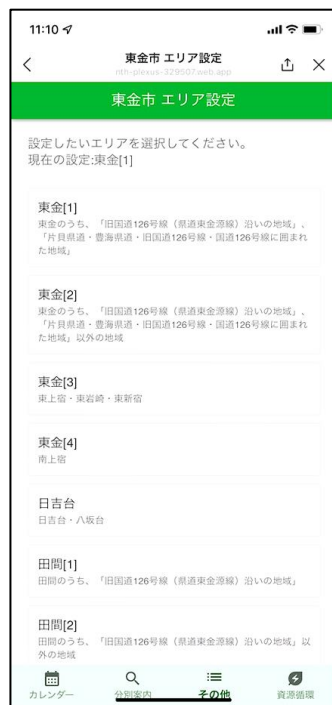 11:10
東金市 エリア設定
nth-plexus-329507.web.app
東金市 エリア設定
設定したいエリアを選択してください。
現在の設定:東金[1]
東金[1]
東金のうち、「旧国道126号線（県道東金源線）沿いの地域」、
「片貝県道・豊海県道・旧国道126号線・国道126号線に囲まれ
た地域」
東金[2]
東金のうち、「旧国道126号線（県道東金源線）沿いの地域」、
「片貝県道・豊海県道・旧国道126号線・国道126号線に囲まれ
た地域」以外の地域
東金[3]
東上宿・東岩崎・東新宿
東金[4]
南上宿
日吉台
日吉台・八坂台
田間[1]
田間のうち、「旧国道126号線（県道東金源線）沿いの地域」
田間[2]
田間のうち、「旧国道126号線（県道東金源線）沿いの地域」以
外の地域
カレンダー
分別案内
その他
資源循環